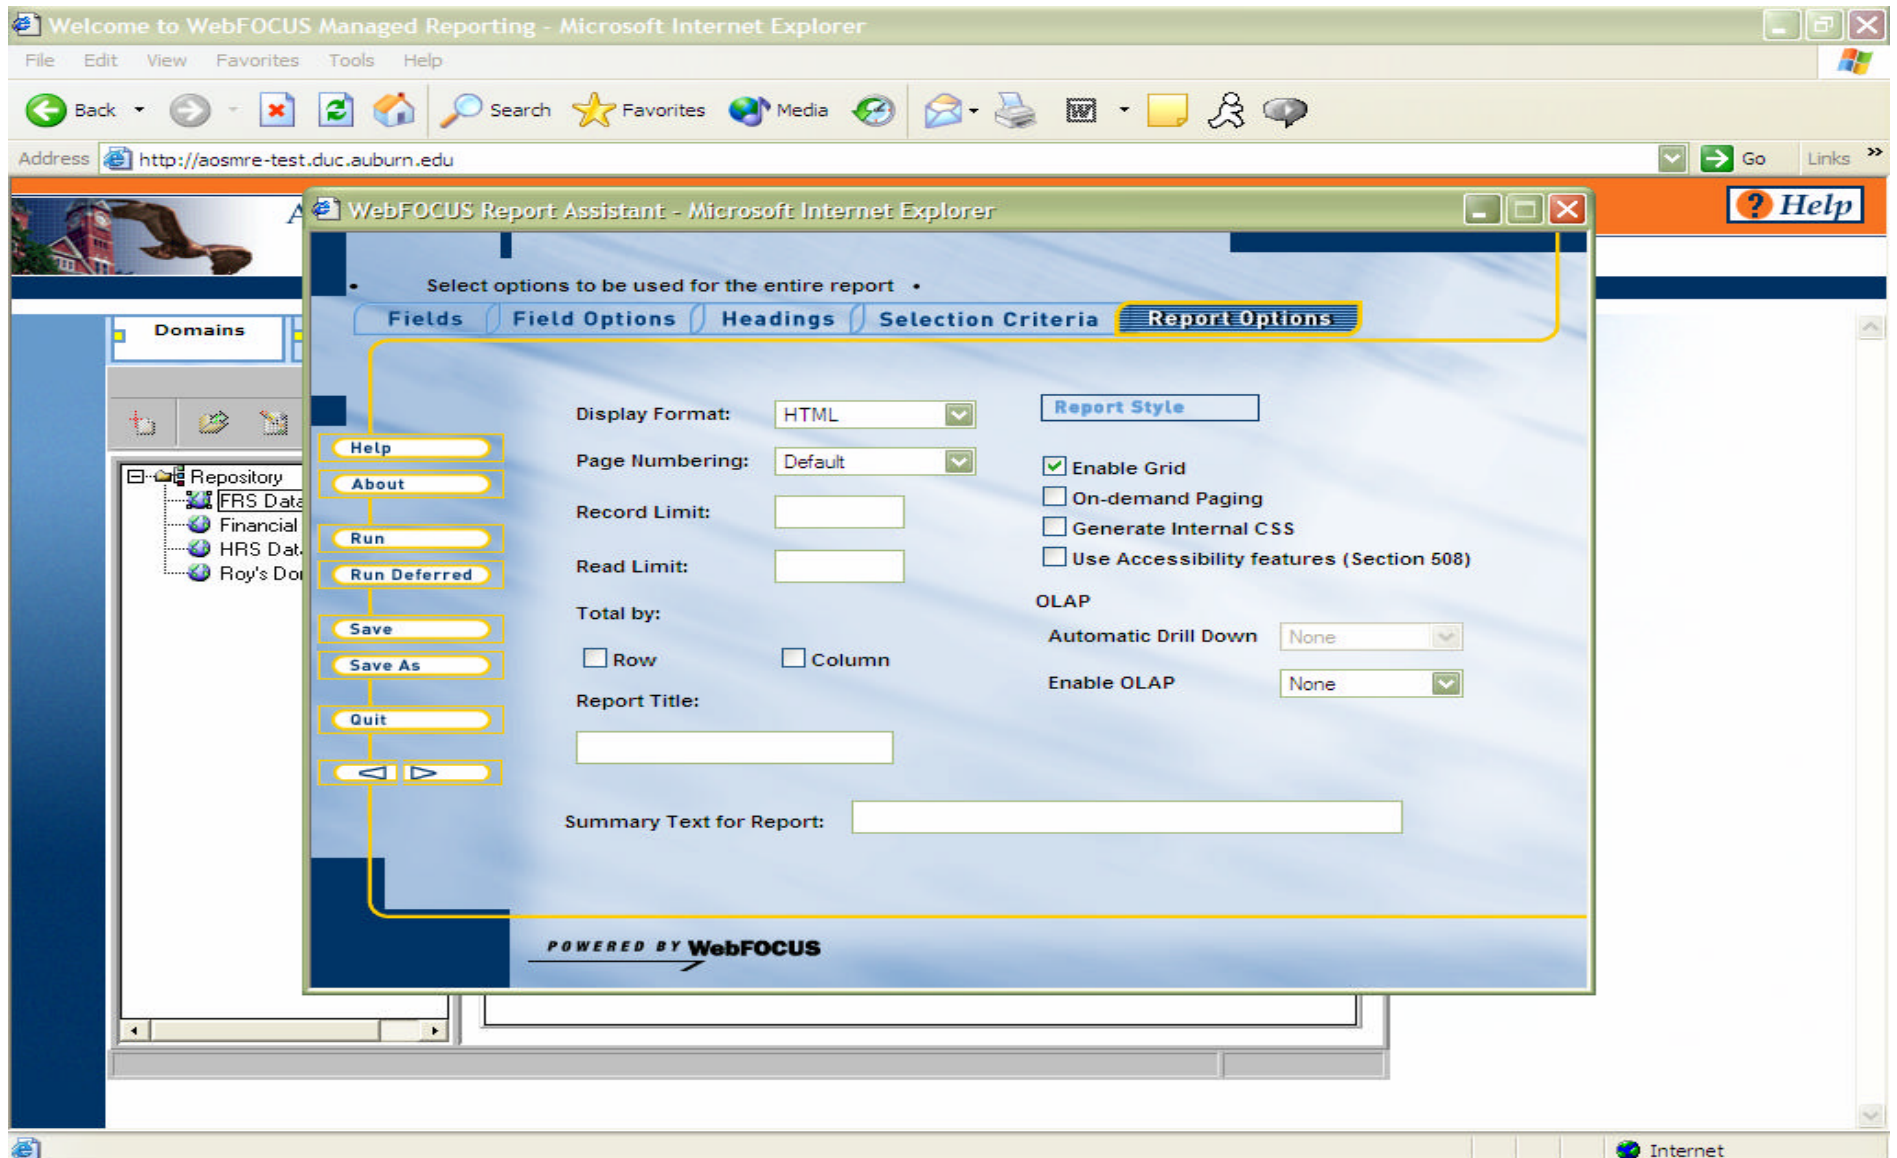 Welcome to WebFOCUS Managed Reporting - Microsoft Internet Explorer
File Edit View Favorites Tools Help
Back Search Favorites Media
Address http://aosmre-test.duc.auburn.edu Go Links »
A
? Help
WebFOCUS Report Assistant - Microsoft Internet Explorer
• Select options to be used for the entire report •
Fields Field Options Headings Selection Criteria Report Options
Domains
Repository
FRS Data
Financial
HRS Dat
Roy's Do
Help
About
Run
Run Deferred
Save
Save As
Quit
Display Format: HTML
Page Numbering: Default
Record Limit:
Read Limit:
Total by:
Row Column
Report Title:
Summary Text for Report:
Report Style
Enable Grid
On-demand Paging
Generate Internal CSS
Use Accessibility features (Section 508)
OLAP
Automatic Drill Down None
Enable OLAP None
POWERED BY WebFOCUS
Internet